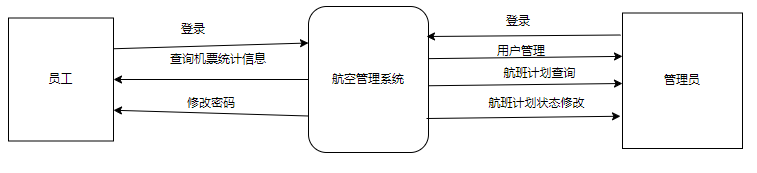 登录
登录
用户管理
查询机票统计信息
员工
航空管理系统
航班计划查询
管理员
修改密码
航班计划状态修改